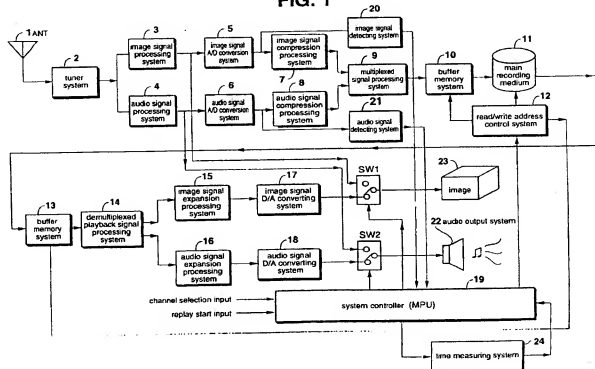 FIG. 1
1 ANT
2
tuner
system
3
image signal
processing
system
4
audio signal
processing
system
5
image signal
A/D conversion
system
6
audio signal
A/D conversion
system
7
image signal
compression
processing
system
8
audio signal
compression
processing
system
20
image signal
detecting system
9
multiplexed
signal processing
system
21
audio signal
detecting system
10
buffer
memory
system
11
main
recording
medium
12
read/write address
control system
13
buffer
memory
system
14
demultiplexed
playback signal
processing
system
15
image signal
expansion
processing system
16
audio signal
expansion
processing system
17
image signal
D/A converting
system
18
audio signal
D/A converting
system
SW1
SW2
23
image
22 audio output system
19
system controller (MPU)
channel selection input
replay start input
24
time measuring system